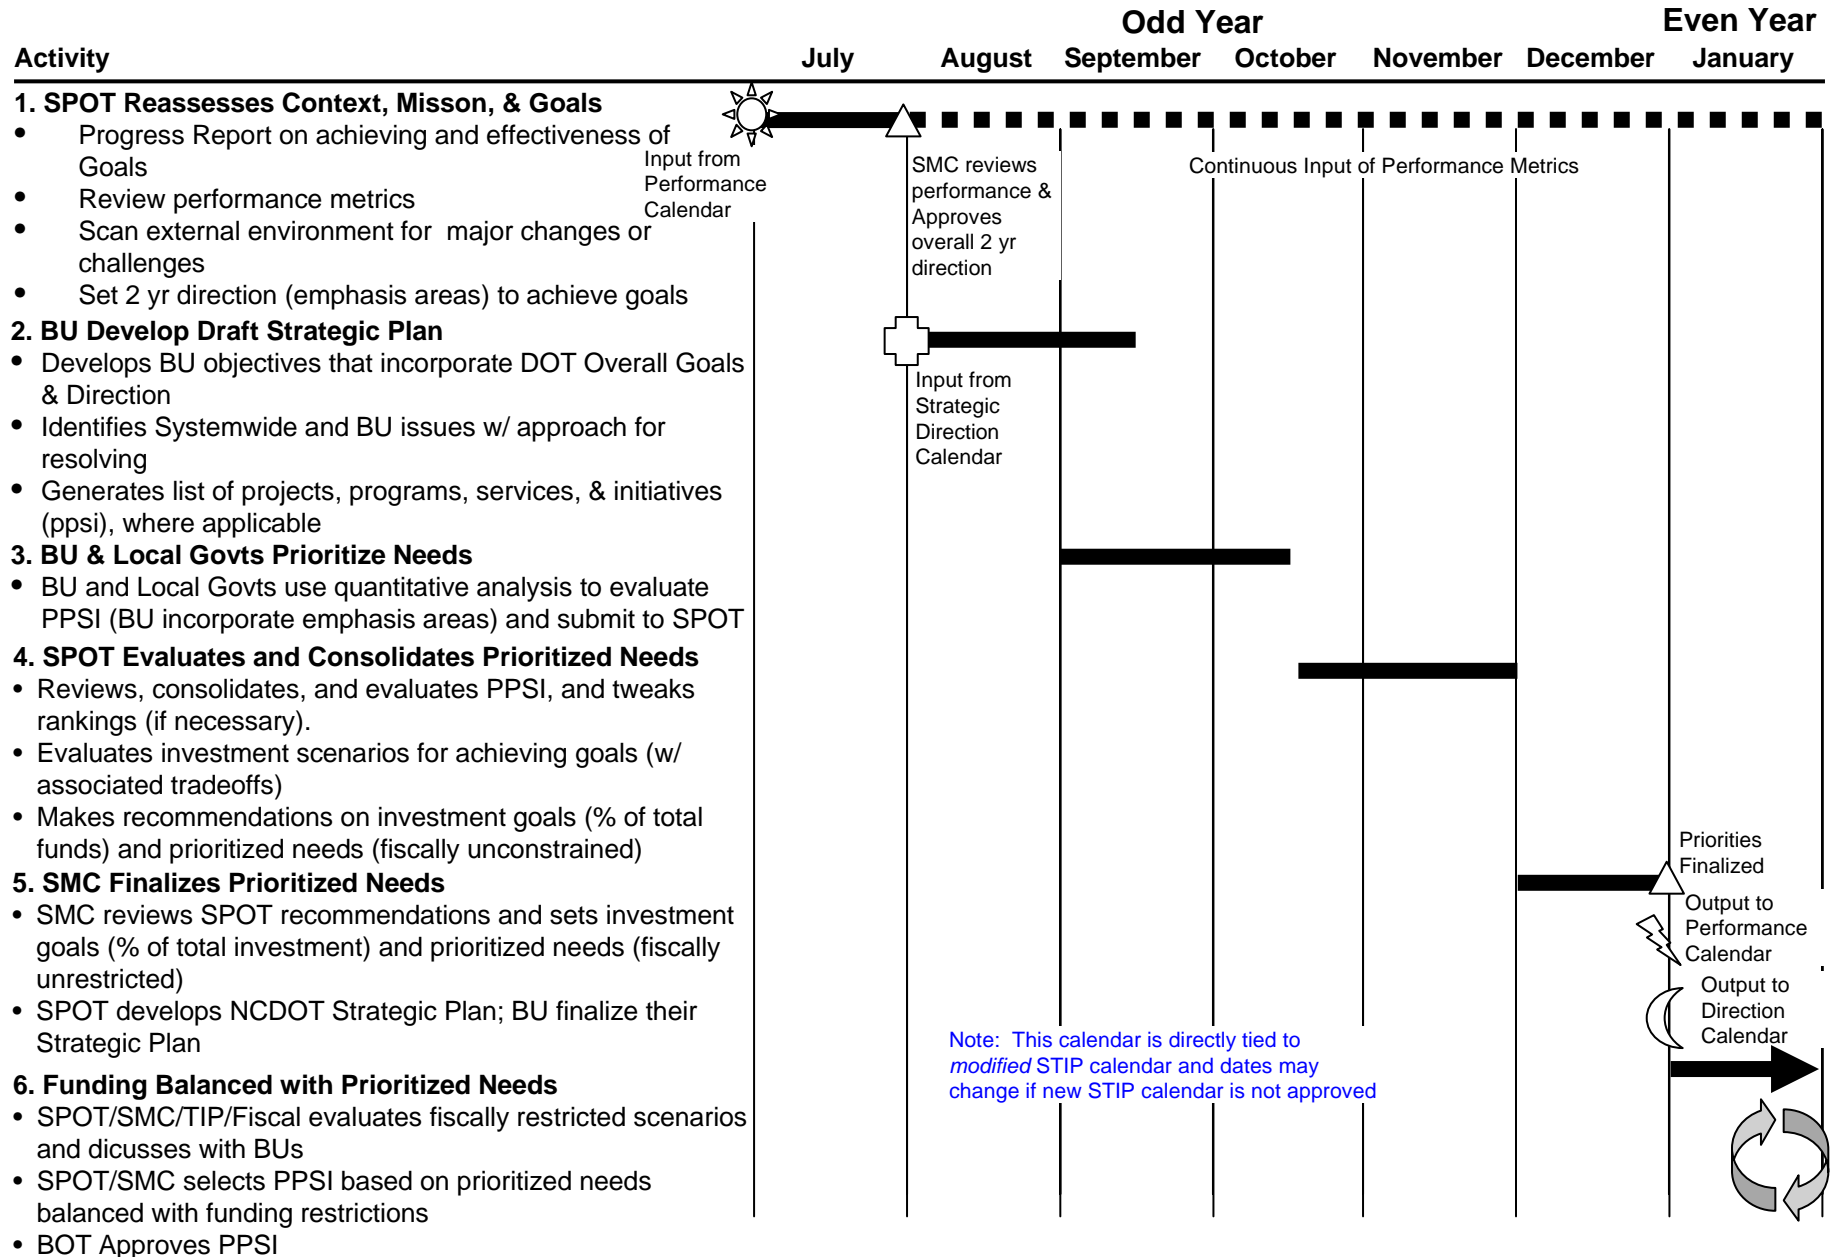 Odd Year
Even Year
Activity
July
August
September
October
November
December
January
1. SPOT Reassesses Context, Misson, & Goals
• Progress Report on achieving and effectiveness of
Goals
• Review performance metrics
• Scan external environment for major changes or
challenges
• Set 2 yr direction (emphasis areas) to achieve goals
Input from
Performance
Calendar
SMC reviews
performance &
Approves
overall 2 yr
direction
Continuous Input of Performance Metrics
2. BU Develop Draft Strategic Plan
• Develops BU objectives that incorporate DOT Overall Goals
& Direction
• Identifies Systemwide and BU issues w/ approach for
resolving
• Generates list of projects, programs, services, & initiatives
(ppsi), where applicable
Input from
Strategic
Direction
Calendar
3. BU & Local Govts Prioritize Needs
• BU and Local Govts use quantitative analysis to evaluate
PPSI (BU incorporate emphasis areas) and submit to SPOT
4. SPOT Evaluates and Consolidates Prioritized Needs
• Reviews, consolidates, and evaluates PPSI, and tweaks
rankings (if necessary).
• Evaluates investment scenarios for achieving goals (w/
associated tradeoffs)
• Makes recommendations on investment goals (% of total
funds) and prioritized needs (fiscally unconstrained)
5. SMC Finalizes Prioritized Needs
• SMC reviews SPOT recommendations and sets investment
goals (% of total investment) and prioritized needs (fiscally
unrestricted)
• SPOT develops NCDOT Strategic Plan; BU finalize their
Strategic Plan
Priorities
Finalized
Output to
Performance
Calendar
Output to
Direction
Calendar
Note: This calendar is directly tied to
modified STIP calendar and dates may
change if new STIP calendar is not approved
6. Funding Balanced with Prioritized Needs
• SPOT/SMC/TIP/Fiscal evaluates fiscally restricted scenarios
and dicusses with BUs
• SPOT/SMC selects PPSI based on prioritized needs
balanced with funding restrictions
• BOT Approves PPSI